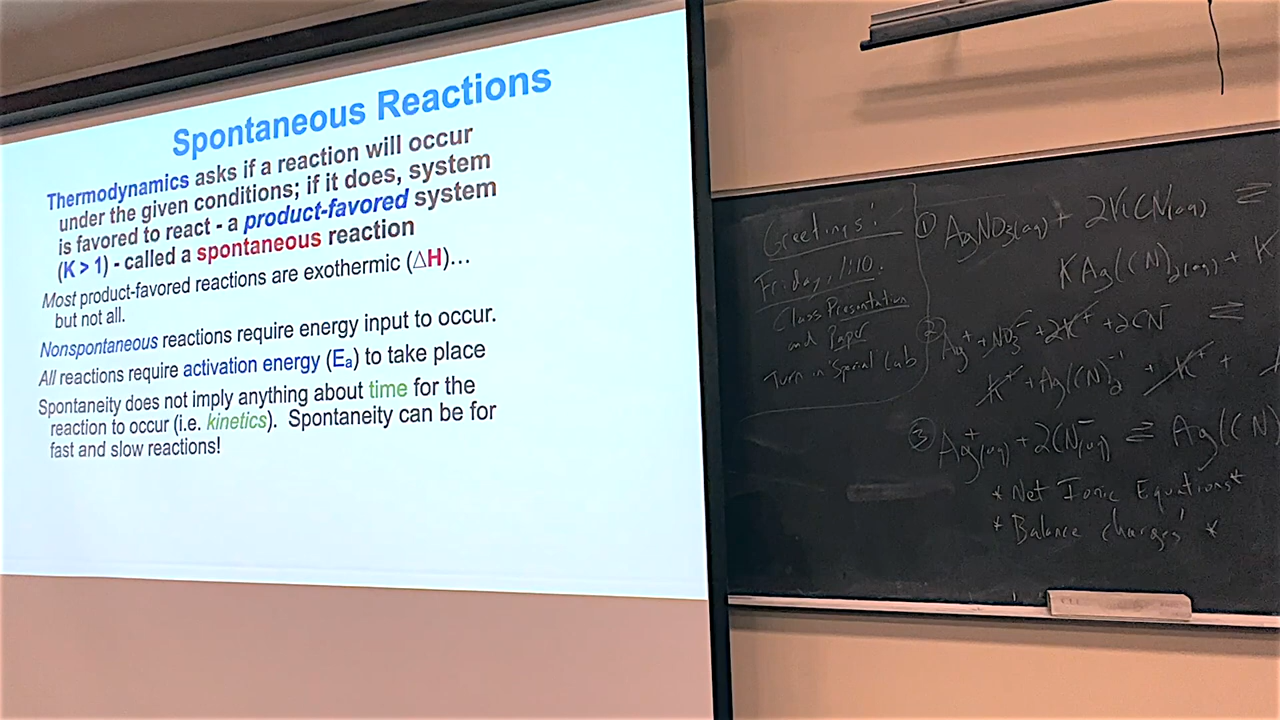 Spontaneous Reactions
Thermodynamics asks if a reaction will occur
under the given conditions; if it does, system
is favored to react - a product-favored system
(K > 1) - called a spontaneous reaction
Most product-favored reactions are exothermic (ΔH)…
but not all.
Nonspontaneous reactions require energy input to occur.
All reactions require activation energy (Eₐ) to take place
Spontaneity does not imply anything about time for the
reaction to occur (i.e. kinetics). Spontaneity can be for
fast and slow reactions!
Greetings!
Friday, 1:10.
Class Presentation
and Paper
Turn in Lab
① AgNO₃(aq) + ⇌
KAg(CN)₂(aq) + K
② Ag⁺ + NO₃⁻ + 2K⁺ + 2CN⁻ ⇌
K⁺ + Ag(CN)₂⁻¹ + K⁺ +
③ Ag⁺(aq) + 2CN⁻(aq) ⇌ Ag(CN)
* Net Ionic Equations *
* Balance charges! *